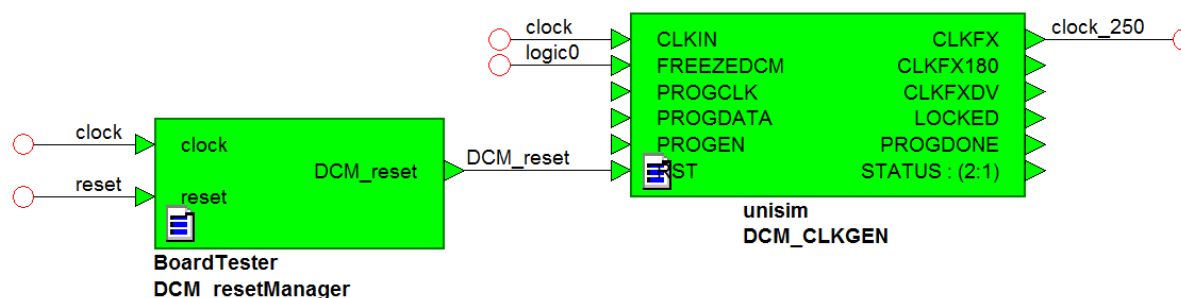 clock
logic0
CLKIN
FREEZEDCM
PROGCLK
PROGDATA
PROGEN
RST
CLKFX
CLKFX180
CLKFXDV
LOCKED
PROGDONE
STATUS : (2:1)
clock_250
unisim
DCM_CLKGEN
clock
reset
clock
reset
DCM_reset
DCM_reset
BoardTester
DCM_resetManager